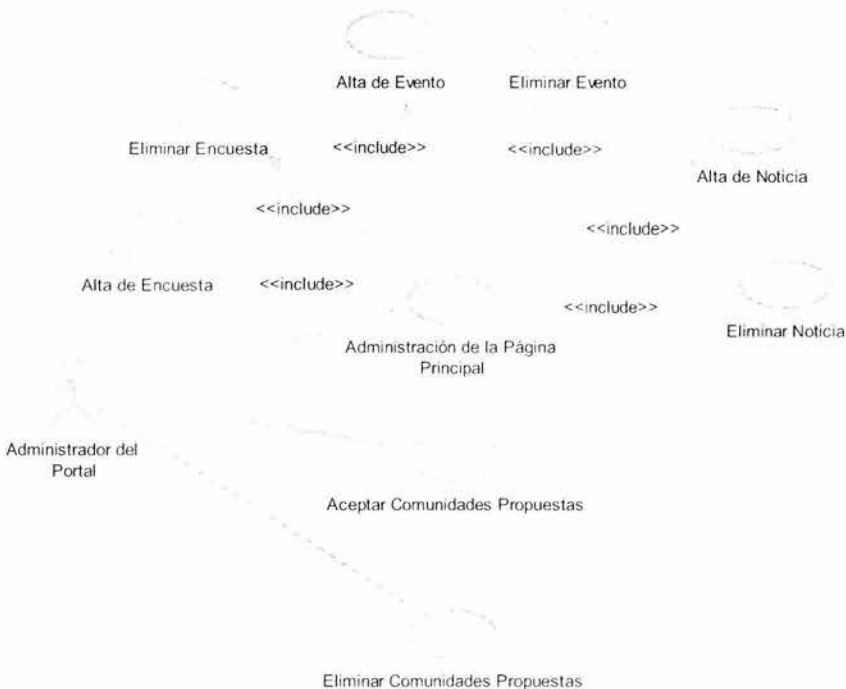 Alta de Evento
Eliminar Evento
Eliminar Encuesta
<<include>>
<<include>>
Alta de Noticia
<<include>>
<<include>>
Alta de Encuesta
<<include>>
<<include>>
Eliminar Noticia
Administración de la Página
Principal
Administrador del
Portal
Aceptar Comunidades Propuestas
Eliminar Comunidades Propuestas